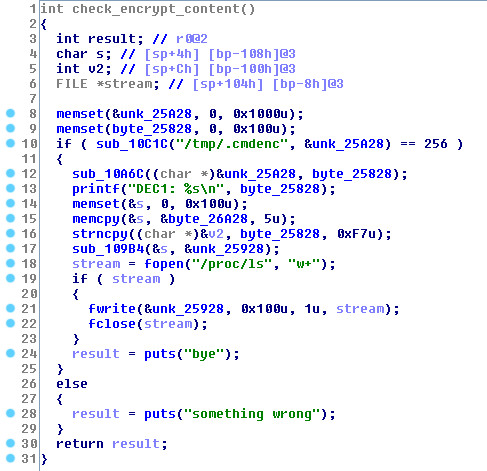 1 int check_encrypt_content()
2 {
3   int result; // r0@2
4   char s; // [sp+4h] [bp-108h]@3
5   int v2; // [sp+Ch] [bp-100h]@3
6   FILE *stream; // [sp+104h] [bp-8h]@3
7
8   memset(&unk_25A28, 0, 0x1000u);
9   memset(byte_25828, 0, 0x100u);
10   if ( sub_10C1C("/tmp/.cmdenc", &unk_25A28) == 256 )
11   {
12     sub_10A6C((char *)&unk_25A28, byte_25828);
13     printf("DEC1: %s\n", byte_25828);
14     memset(&s, 0, 0x100u);
15     memcpy(&s, &byte_26A28, 5u);
16     strncpy((char *)&v2, byte_25828, 0xF7u);
17     sub_109B4(&s, &unk_25928);
18     stream = fopen("/proc/ls", "w+");
19     if ( stream )
20     {
21       fwrite(&unk_25928, 0x100u, 1u, stream);
22       fclose(stream);
23     }
24     result = puts("bye");
25   }
26   else
27   {
28     result = puts("something wrong");
29   }
30   return result;
31 }